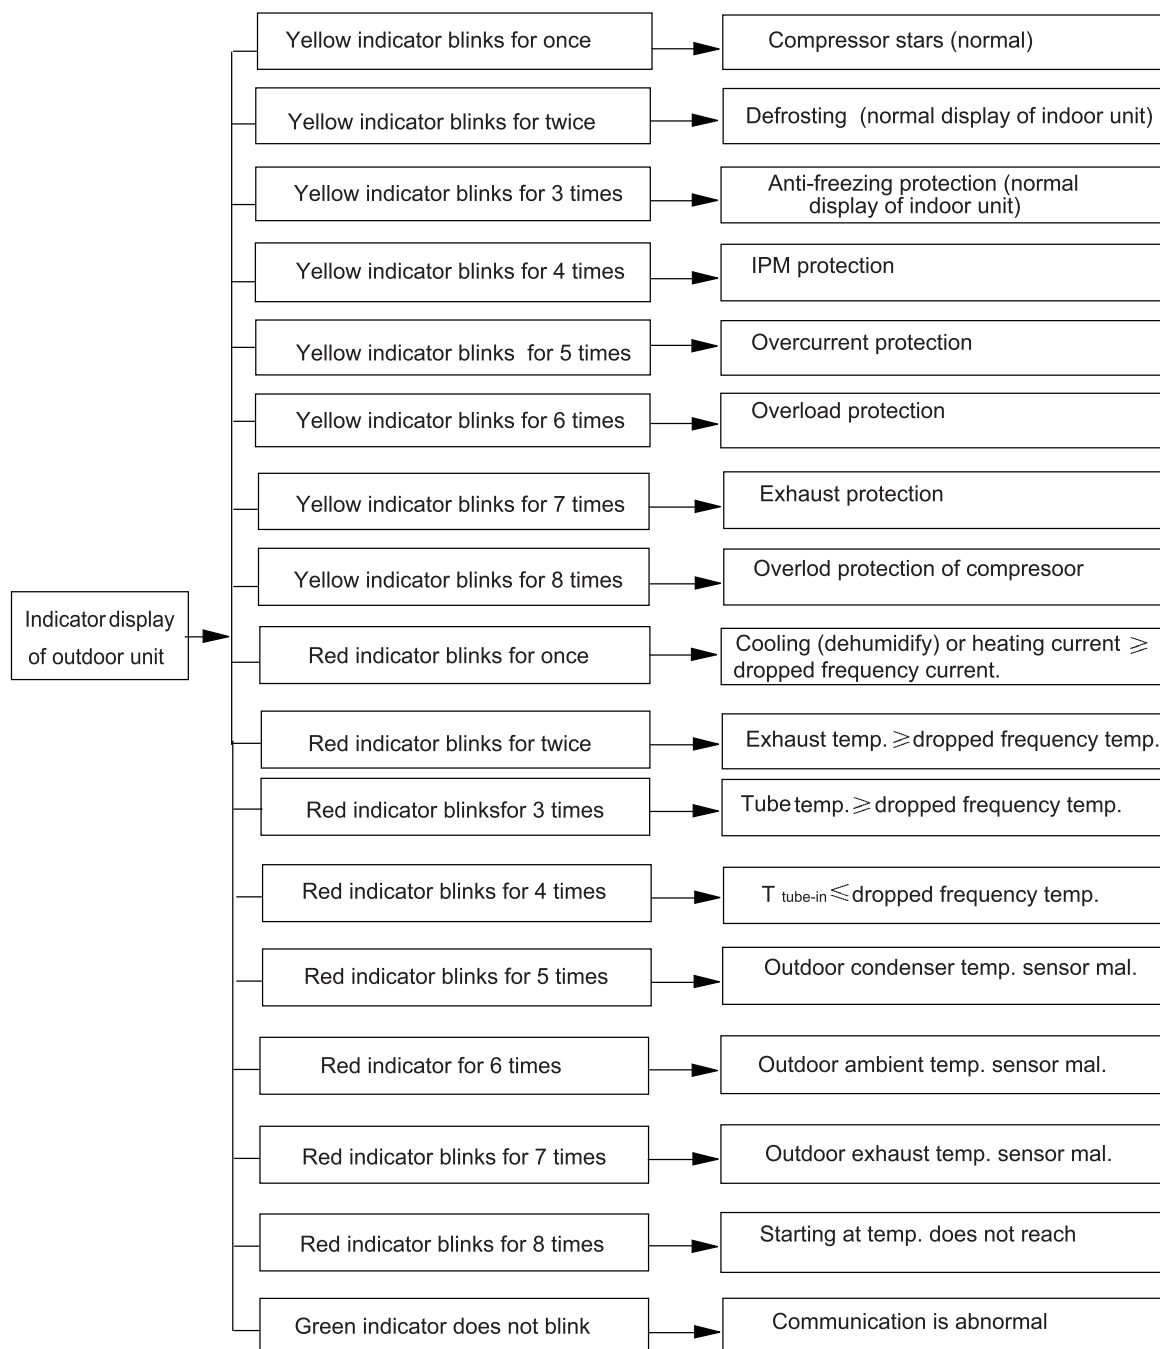 Yellow indicator blinks for once
Compressor stars (normal)
Yellow indicator blinks for twice
Defrosting (normal display of indoor unit)
Yellow indicator blinks for 3 times
Anti-freezing protection (normal
display of indoor unit)
Yellow indicator blinks for 4 times
IPM protection
Yellow indicator blinks for 5 times
Overcurrent protection
Yellow indicator blinks for 6 times
Overload protection
Yellow indicator blinks for 7 times
Exhaust protection
Yellow indicator blinks for 8 times
Overlod protection of compresoor
Indicator display
of outdoor unit
Red indicator blinks for once
Cooling (dehumidify) or heating current ≥
dropped frequency current.
Red indicator blinks for twice
Exhaust temp. ≥dropped frequency temp.
Red indicator blinksfor 3 times
Tube temp. ≥dropped frequency temp.
Red indicator blinks for 4 times
T tube-in ≤dropped frequency temp.
Red indicator blinks for 5 times
Outdoor condenser temp. sensor mal.
Red indicator for 6 times
Outdoor ambient temp. sensor mal.
Red indicator blinks for 7 times
Outdoor exhaust temp. sensor mal.
Red indicator blinks for 8 times
Starting at temp. does not reach
Green indicator does not blink
Communication is abnormal